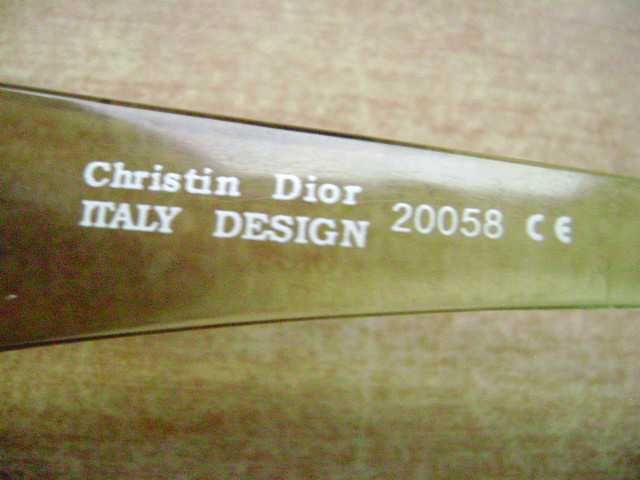 Christin Dior
ITALY DESIGN 20058 CE